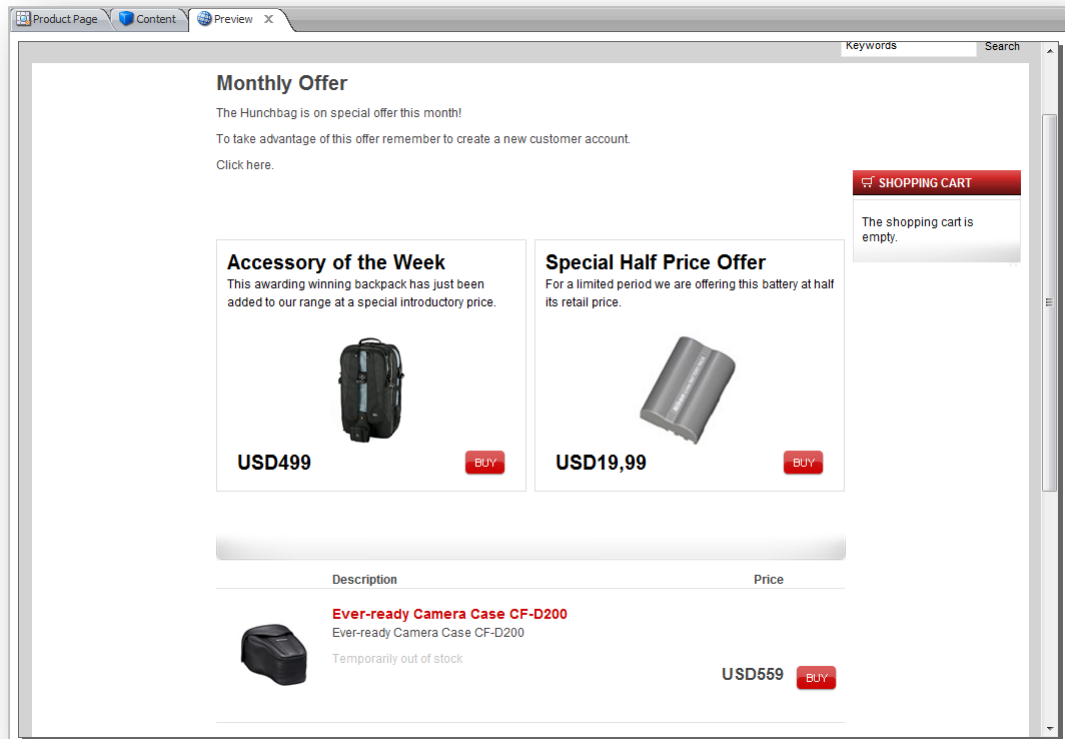 Product Page
Content
Preview X
Keywords
Search
Monthly Offer
The Hunchbag is on special offer this month!
To take advantage of this offer remember to create a new customer account.
Click here.
SHOPPING CART
The shopping cart is
empty.
Accessory of the Week
This awarding winning backpack has just been
added to our range at a special introductory price.
USD499
BUY
Special Half Price Offer
For a limited period we are offering this battery at half
its retail price.
USD19,99
BUY
Description
Price
Ever-ready Camera Case CF-D200
Ever-ready Camera Case CF-D200
Temporarily out of stock
USD559
BUY